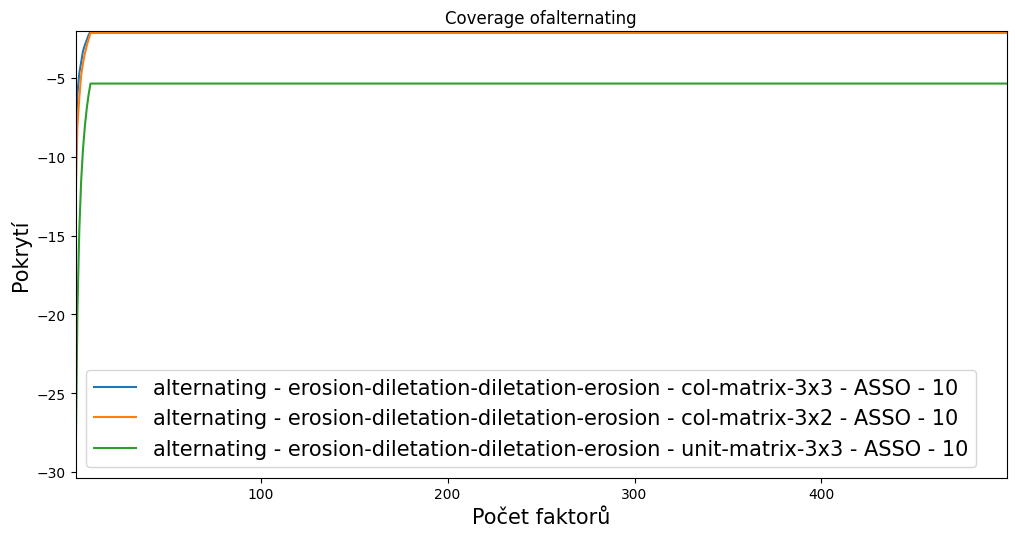 Coverage ofalternating
Pokrytí
−5
−10
−15
−20
−25
−30
alternating - erosion-diletation-diletation-erosion - col-matrix-3x3 - ASSO - 10
alternating - erosion-diletation-diletation-erosion - col-matrix-3x2 - ASSO - 10
alternating - erosion-diletation-diletation-erosion - unit-matrix-3x3 - ASSO - 10
100
200
300
400
Počet faktorů